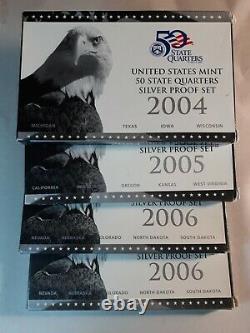 50
STATE
QUARTERS
UNITED STATES MINT
50 STATE QUARTERS
SILVER PROOF SET
2004
MICHIGAN TEXAS IOWA WISCONSIN
SILVER PROOF SET
2005
CALIFORNIA OREGON KANSAS WEST VIRGINIA
SILVER PROOF SET
2006
NEVADA NEBRASKA COLORADO NORTH DAKOTA SOUTH DAKOTA
SILVER PROOF SET
2006
NEVADA COLORADO NORTH DAKOTA SOUTH DAKOTA